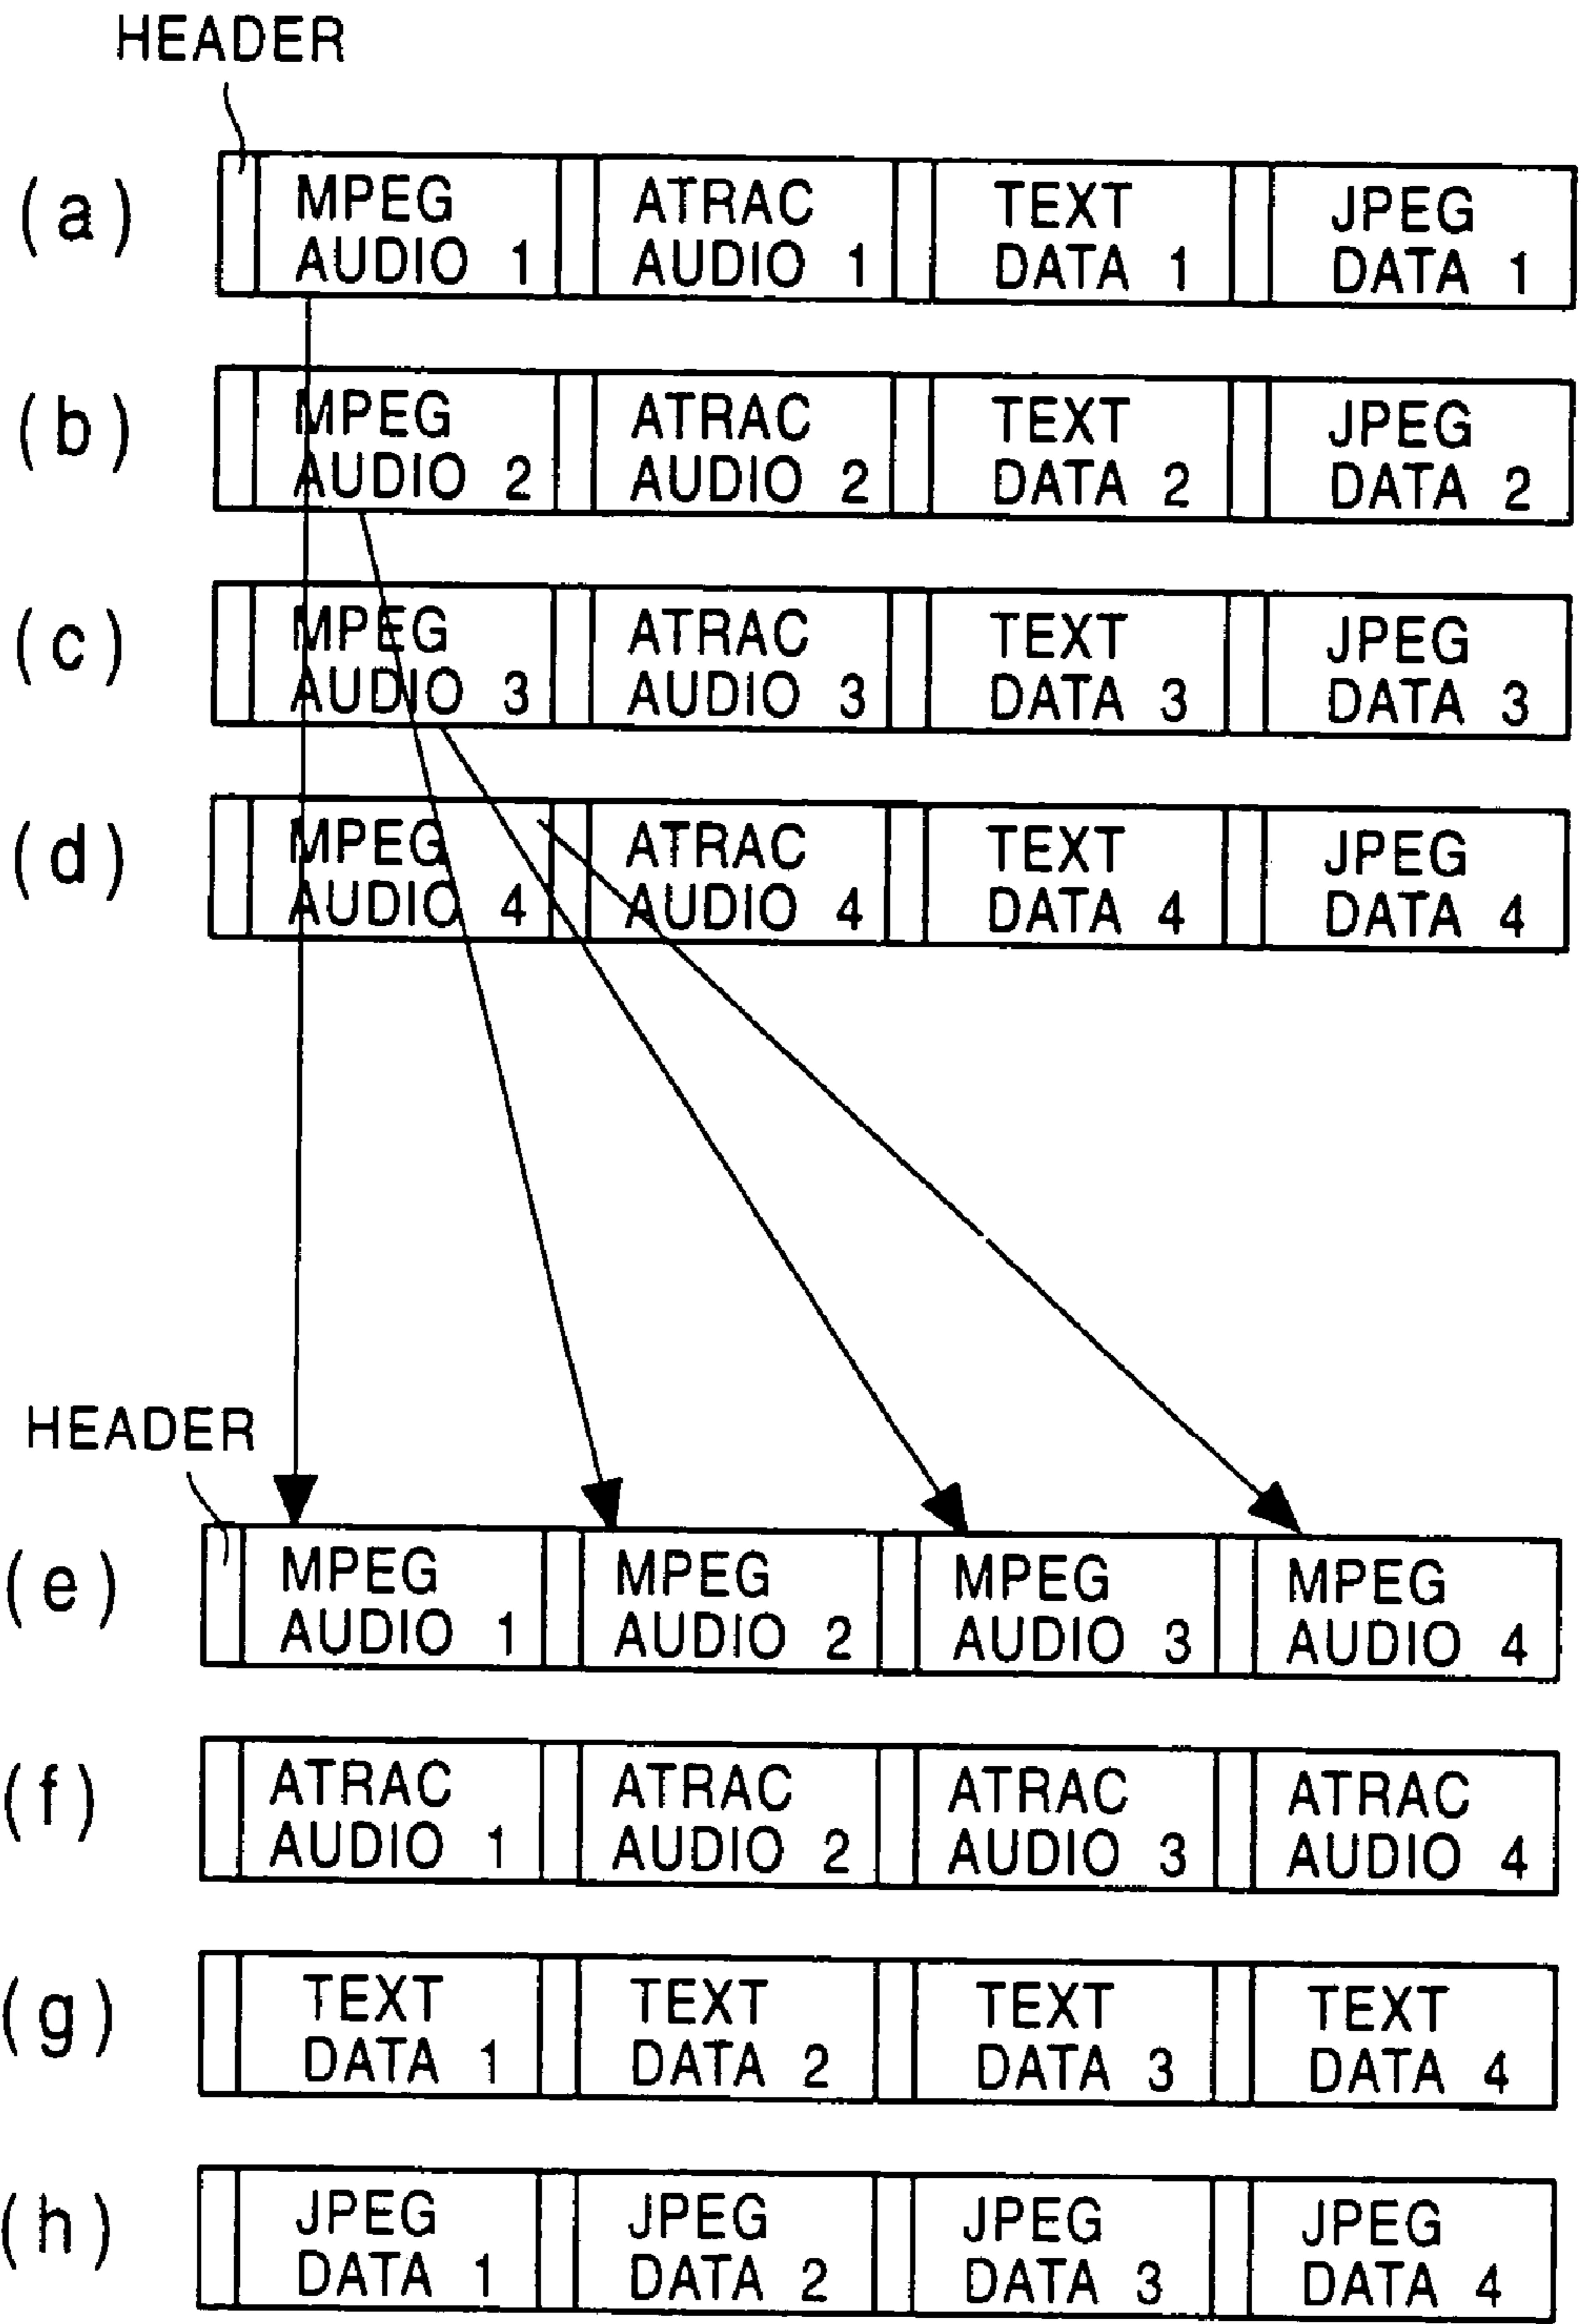 HEADER
(a)
MPEG ATRAC TEXT JPEG
AUDIO 1 AUDIO 1 DATA 1 DATA 1
(b)
MPEG ATRAC TEXT JPEG
AUDIO 2 AUDIO 2 DATA 2 DATA 2
(c)
MPEG ATRAC TEXT JPEG
AUDIO 3 AUDIO 3 DATA 3 DATA 3
(d)
MPEG ATRAC TEXT JPEG
AUDIO 4 AUDIO 4 DATA 4 DATA 4
HEADER
(e)
MPEG MPEG MPEG MPEG
AUDIO 1 AUDIO 2 AUDIO 3 AUDIO 4
(f)
ATRAC ATRAC ATRAC ATRAC
AUDIO 1 AUDIO 2 AUDIO 3 AUDIO 4
(g)
TEXT TEXT TEXT TEXT
DATA 1 DATA 2 DATA 3 DATA 4
(h)
JPEG JPEG JPEG JPEG
DATA 1 DATA 2 DATA 3 DATA 4